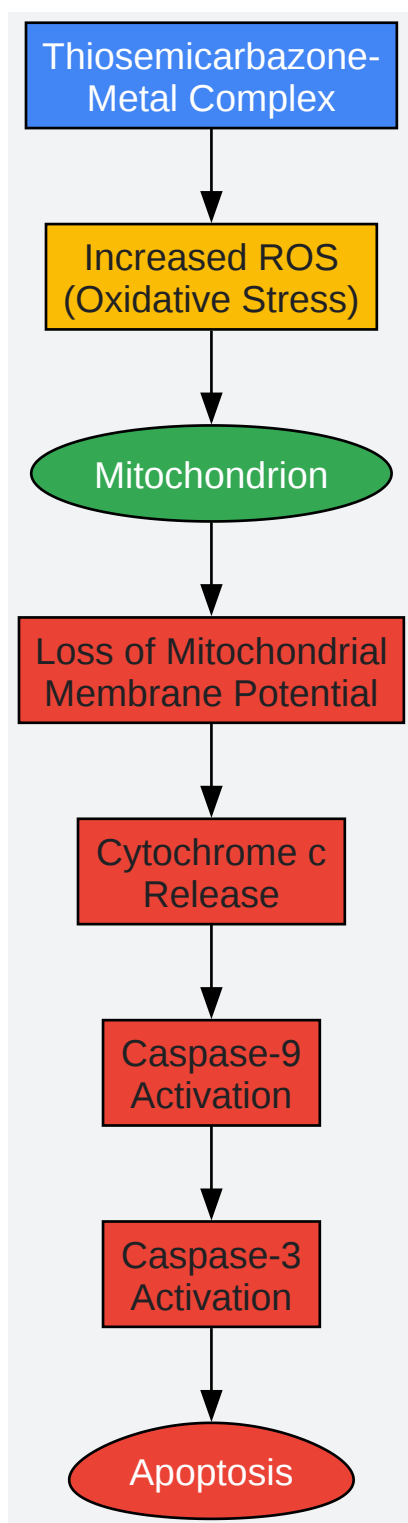 Thiosemicarbazone-
Metal Complex
Increased ROS
(Oxidative Stress)
Mitochondrion
Loss of Mitochondrial
Membrane Potential
Cytochrome c
Release
Caspase-9
Activation
Caspase-3
Activation
Apoptosis